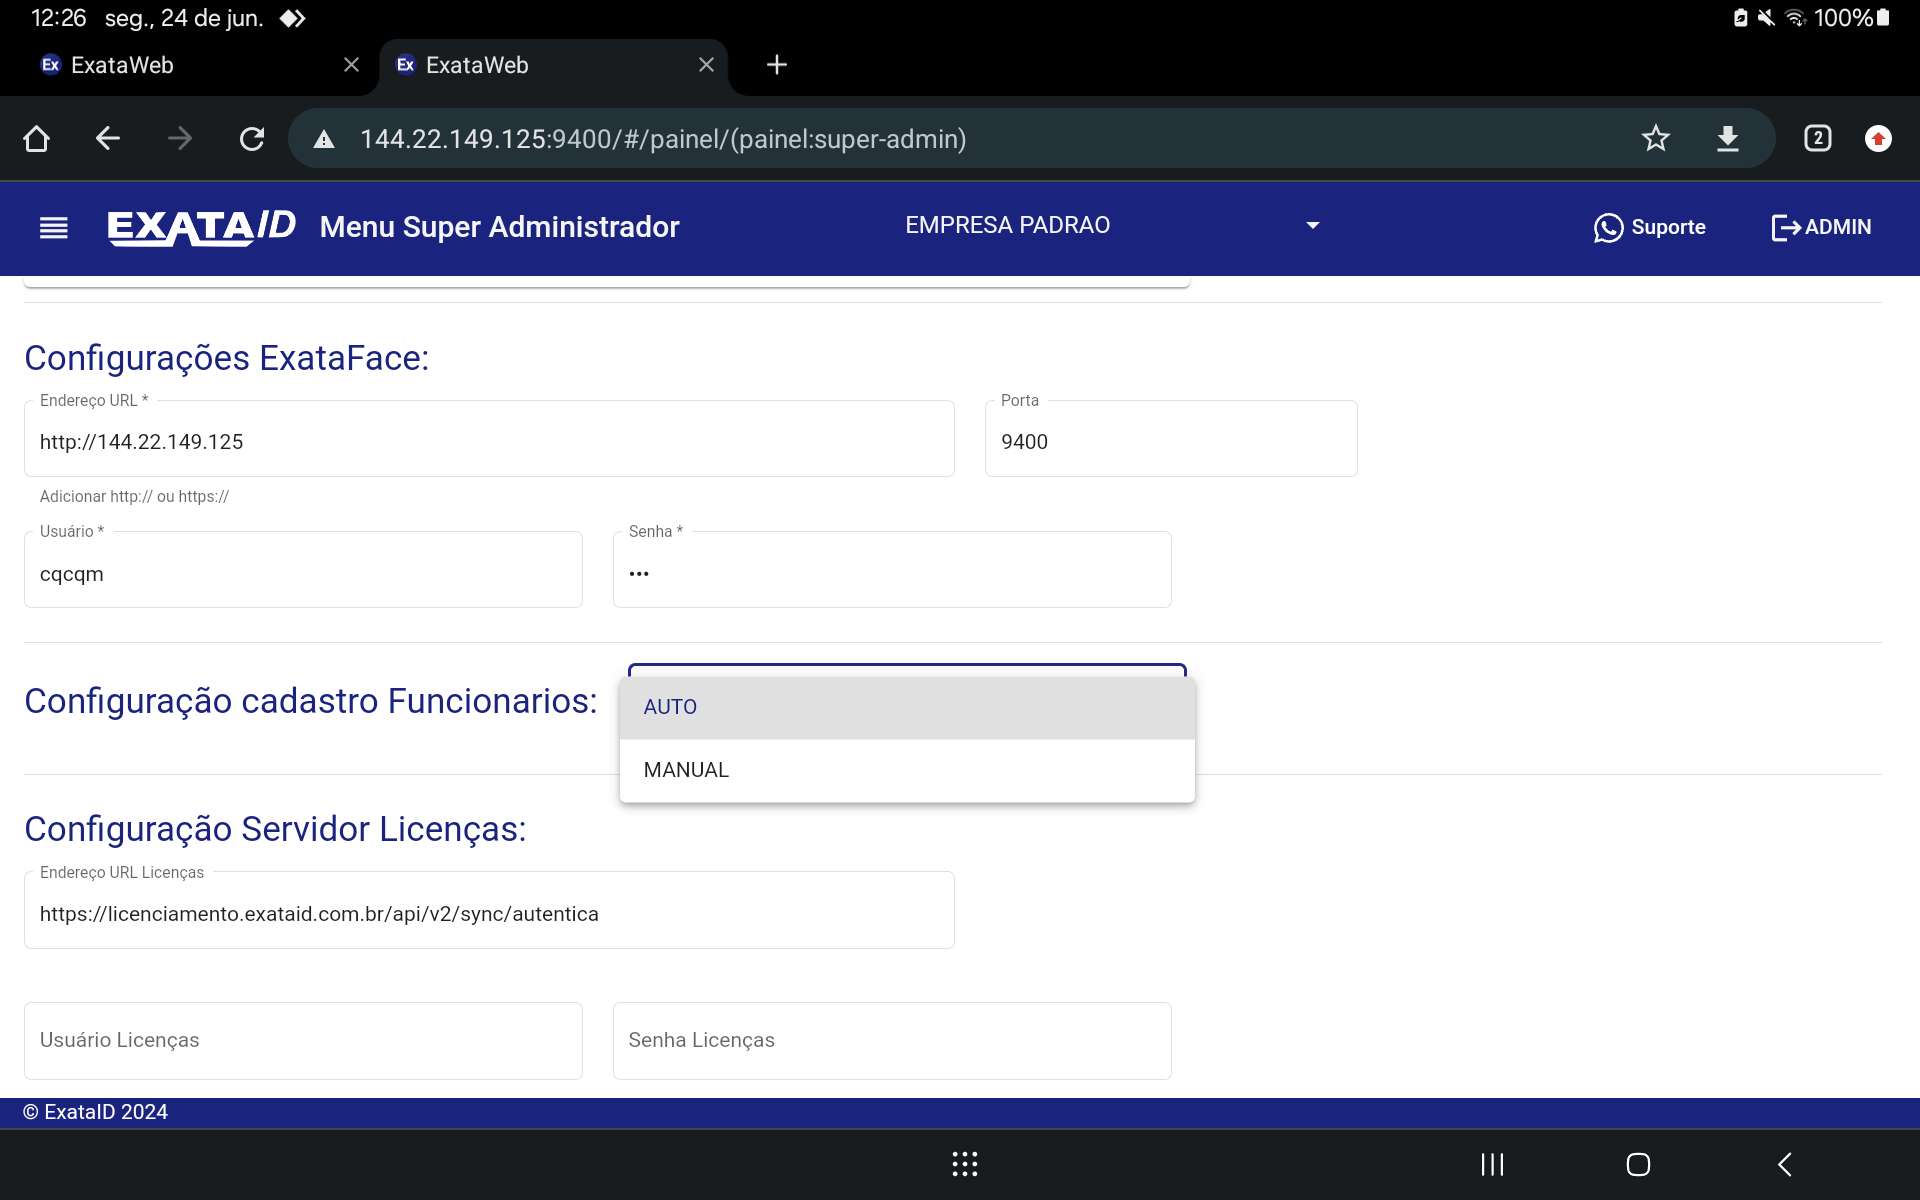 12:26 seg., 24 de jun. 100%
Ex ExataWeb Ex ExataWeb
144.22.149.125:9400/#/painel/(painel:super-admin) 2
EXATAID Menu Super Administrador EMPRESA PADRAO Suporte ADMIN
Configurações ExataFace:
Endereço URL * Porta
http://144.22.149.125 9400
Adicionar http:// ou https://
Usuário * Senha *
cqcqm •••
Configuração cadastro Funcionarios: AUTO
MANUAL
Configuração Servidor Licenças:
Endereço URL Licenças
https://licenciamento.exataid.com.br/api/v2/sync/autentica
Usuário Licenças Senha Licenças
© ExataID 2024